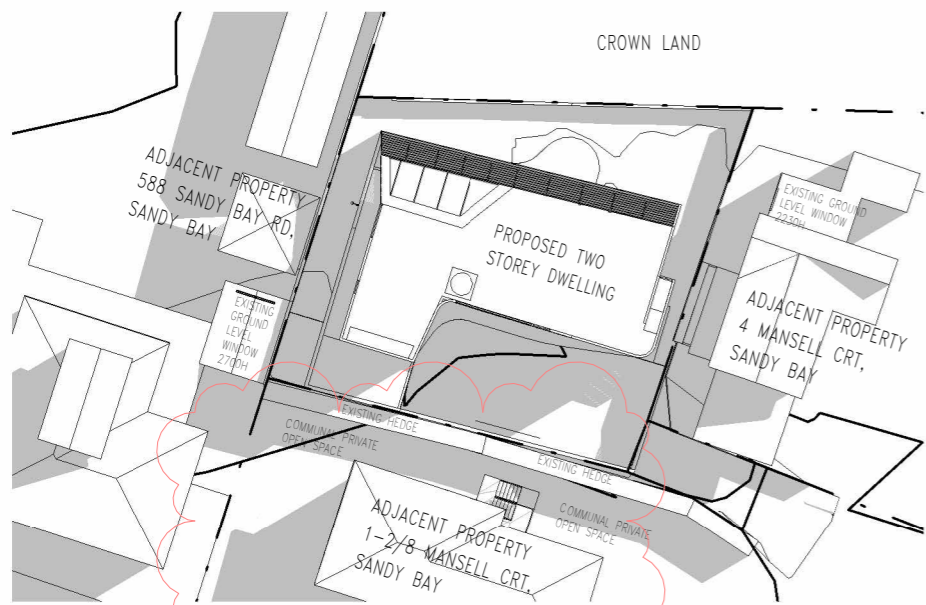 CROWN LAND
ADJACENT PROPERTY
588 SANDY BAY RD,
SANDY BAY
EXISTING GROUND
LEVEL WINDOW
2230H
PROPOSED TWO
STOREY DWELLING
ADJACENT PROPERTY
4 MANSELL CRT,
SANDY BAY
EXISTING
GROUND
LEVEL
WINDOW
2700H
EXISTING HEDGE
COMMUNAL PRIVATE
OPEN SPACE
EXISTING HEDGE
COMMUNAL PRIVATE
OPEN SPACE
ADJACENT PROPERTY
1-2/8 MANSELL CRT,
SANDY BAY